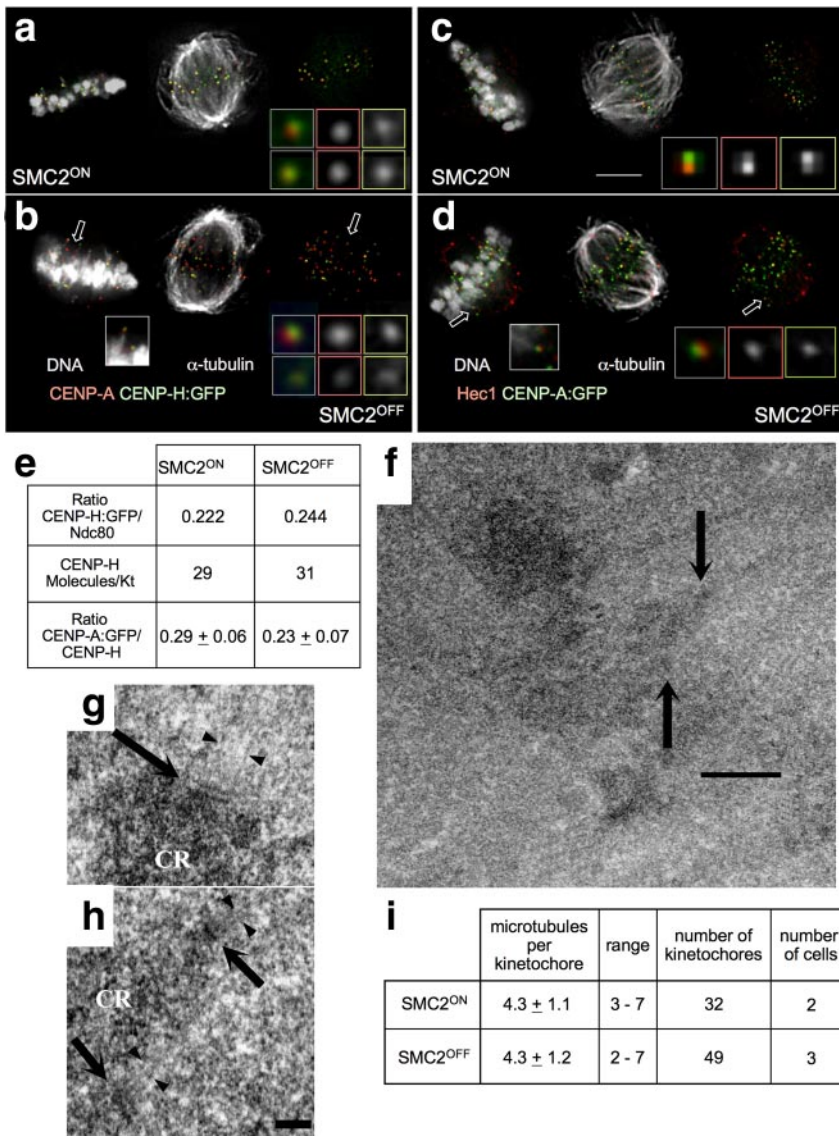 a
SMC2ᴼᴺ
c
SMC2ᴼᴺ
b
DNA
α-tubulin
CENP-A CENP-H:GFP
SMC2ᴼᶠᶠ
d
DNA
α-tubulin
Hec1 CENP-A:GFP
SMC2ᴼᶠᶠ
e
SMC2ᴼᴺ SMC2ᴼᶠᶠ
Ratio
CENP-H:GFP/
Ndc80
0.222 0.244
CENP-H
Molecules/Kt
29 31
Ratio
CENP-A:GFP/
CENP-H
0.29 ± 0.06 0.23 ± 0.07
f
g
CR
h
CR
i
microtubules
per
kinetochore
range
number of
kinetochores
number
of cells
SMC2ᴼᴺ 4.3 ± 1.1 3 - 7 32 2
SMC2ᴼᶠᶠ 4.3 ± 1.2 2 - 7 49 3